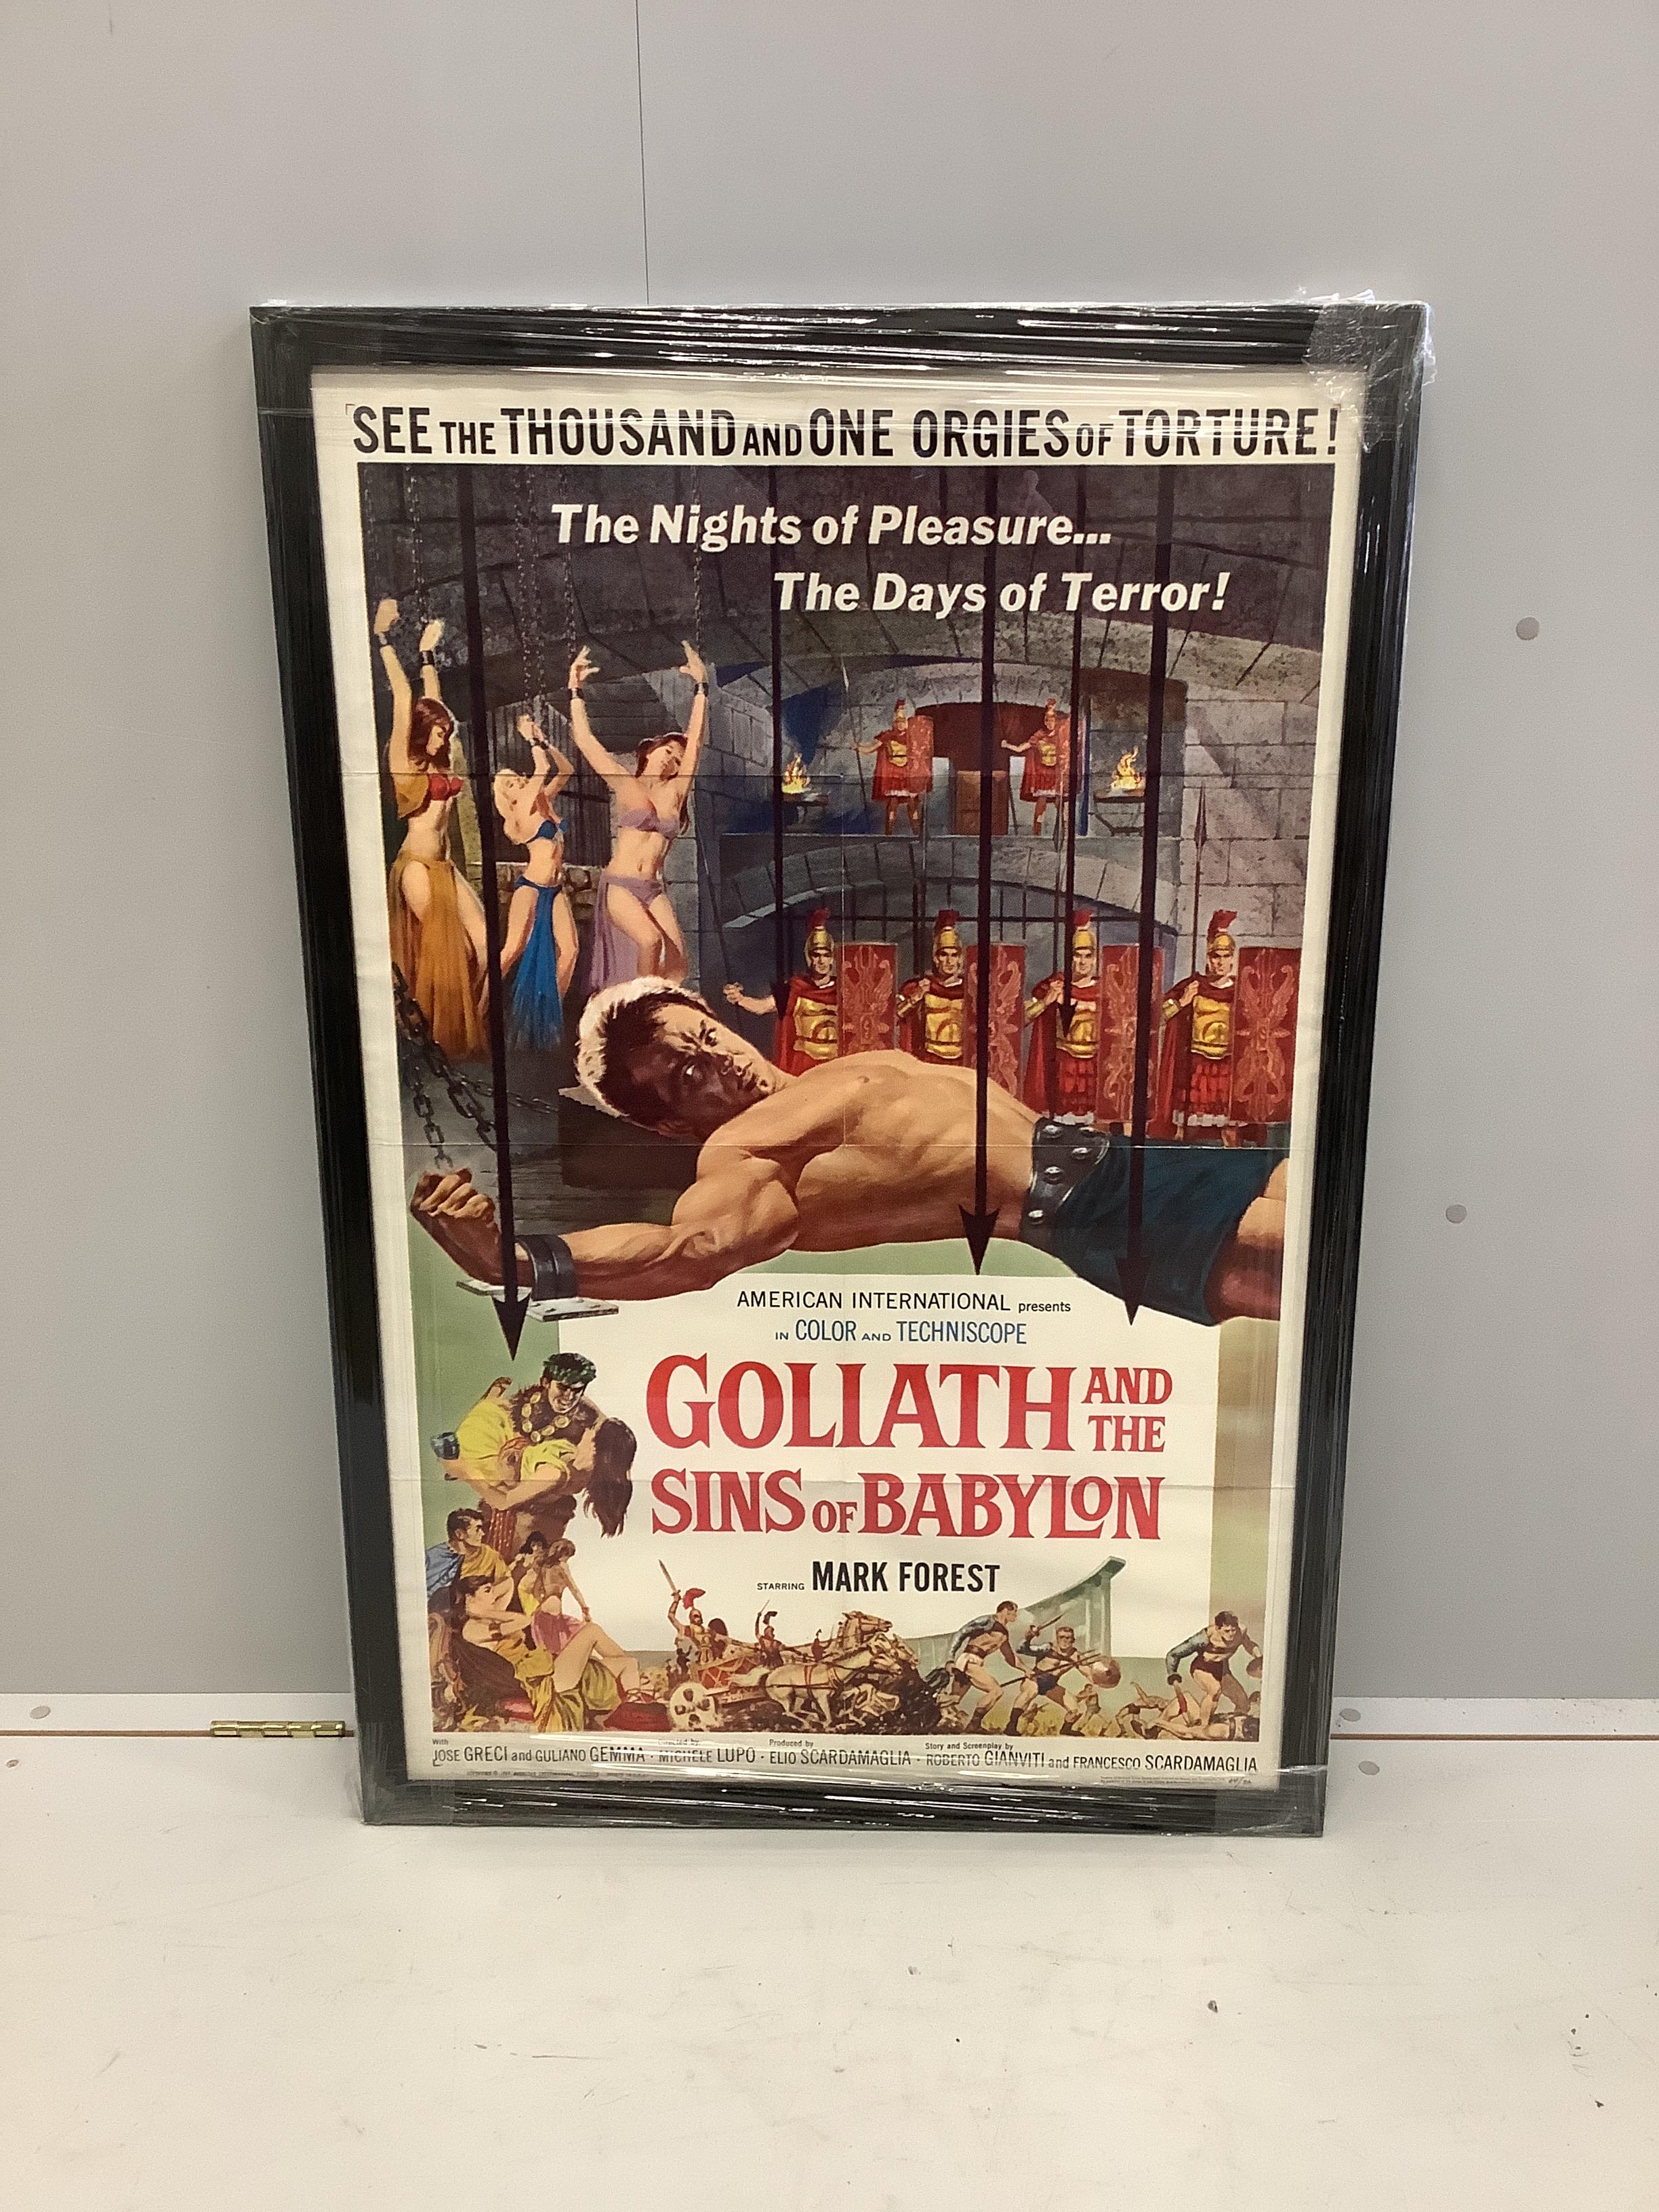 SEE THE THOUSAND AND ONE ORGIES OF TORTURE!
The Nights of Pleasure...
The Days of Terror!
AMERICAN INTERNATIONAL presents
IN COLOR AND TECHNISCOPE
GOLIATH AND THE
SINS OF BABYLON
STARRING MARK FOREST
With JOSE GRECI and GULIANO GEMMA · Directed by MICHELE LUPO · Produced by ELIO SCARDAMAGLIA · Story and Screenplay by ROBERTO GIANVITI and FRANCESCO SCARDAMAGLIA